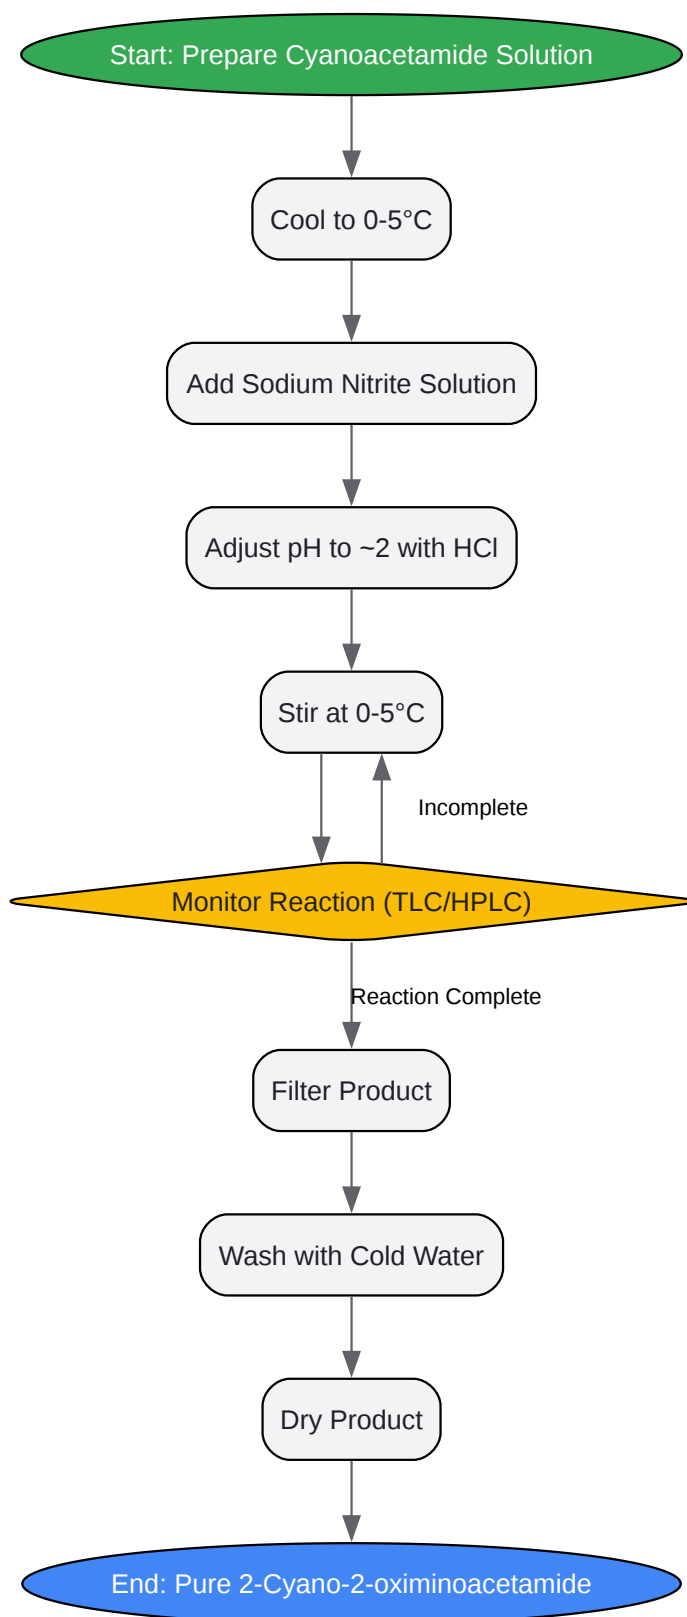 Start: Prepare Cyanoacetamide Solution
Cool to 0-5°C
Add Sodium Nitrite Solution
Adjust pH to ~2 with HCl
Stir at 0-5°C
Incomplete
Monitor Reaction (TLC/HPLC)
Reaction Complete
Filter Product
Wash with Cold Water
Dry Product
End: Pure 2-Cyano-2-oximinoacetamide